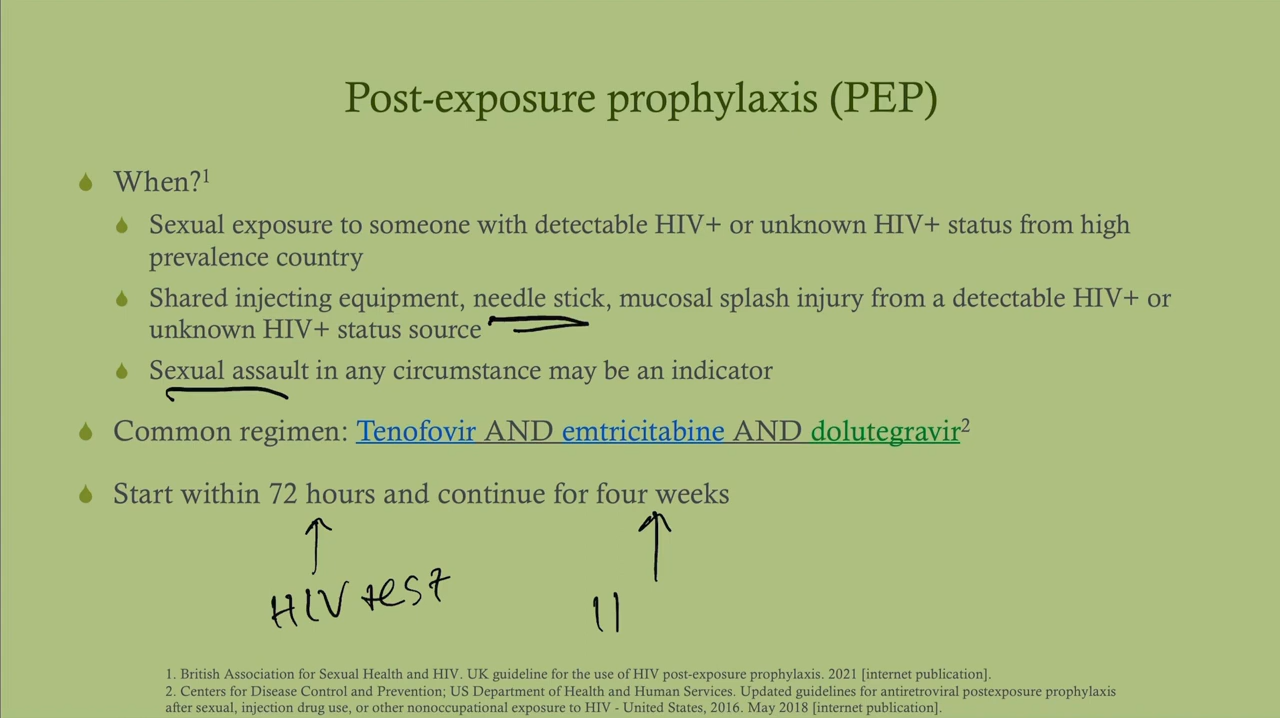 Post-exposure prophylaxis (PEP)
When?1
Sexual exposure to someone with detectable HIV+ or unknown HIV+ status from high
prevalence country
Shared injecting equipment, needle stick, mucosal splash injury from a detectable HIV+ or
unknown HIV+ status source
Sexual assault in any circumstance may be an indicator
Common regimen: Tenofovir AND emtricitabine AND dolutegravir2
Start within 72 hours and continue for four weeks
HIV test
1. British Association for Sexual Health and HIV. UK guideline for the use of HIV post-exposure prophylaxis. 2021 [internet publication].
2. Centers for Disease Control and Prevention; US Department of Health and Human Services. Updated guidelines for antiretroviral postexposure prophylaxis
after sexual, injection drug use, or other nonoccupational exposure to HIV - United States, 2016. May 2018 [internet publication].